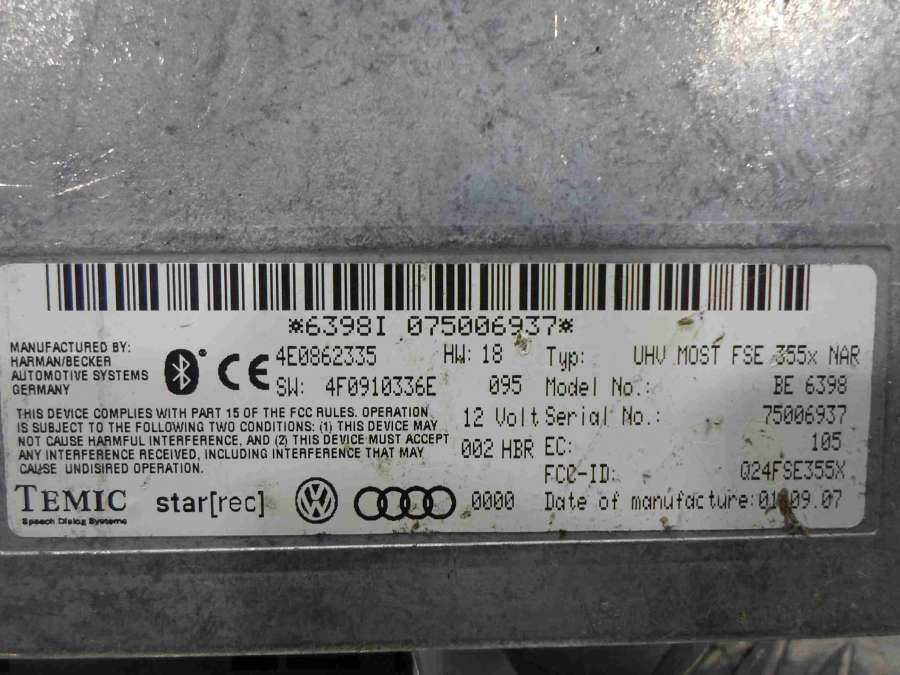 *6398I 075006937*
MANUFACTURED BY:
HARMAN/BECKER
AUTOMOTIVE SYSTEMS
GERMANY
CE
4E0862335 HW: 18
SW: 4F0910336E 095
12 Volt
002 HBR
Typ: UHV MOST FSE 355x NAR
Model No.: BE 6398
Serial No.: 75006937
EC: 105
FCC-ID: Q24FSE355X
Date of manufacture: 09.07
THIS DEVICE COMPLIES WITH PART 15 OF THE FCC RULES. OPERATION
IS SUBJECT TO THE FOLLOWING TWO CONDITIONS: (1) THIS DEVICE MAY
NOT CAUSE HARMFUL INTERFERENCE, AND (2) THIS DEVICE MUST ACCEPT
ANY INTERFERENCE RECEIVED, INCLUDING INTERFERENCE THAT MAY
CAUSE UNDISIRED OPERATION.
TEMIC
Speech Dialog Systems
star[rec]
0000